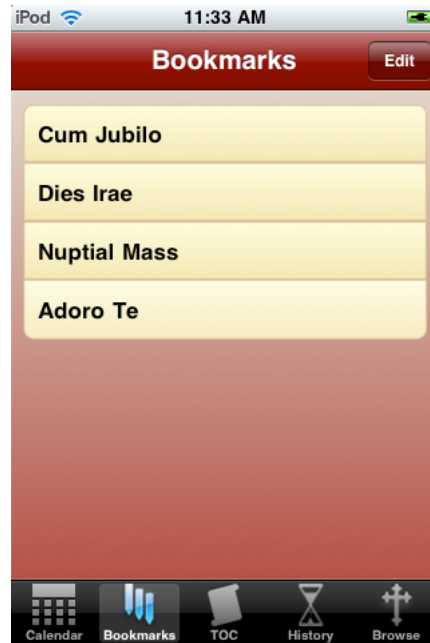 iPod 11:33 AM
Bookmarks Edit
Cum Jubilo
Dies Irae
Nuptial Mass
Adoro Te
Calendar Bookmarks TOC History Browse